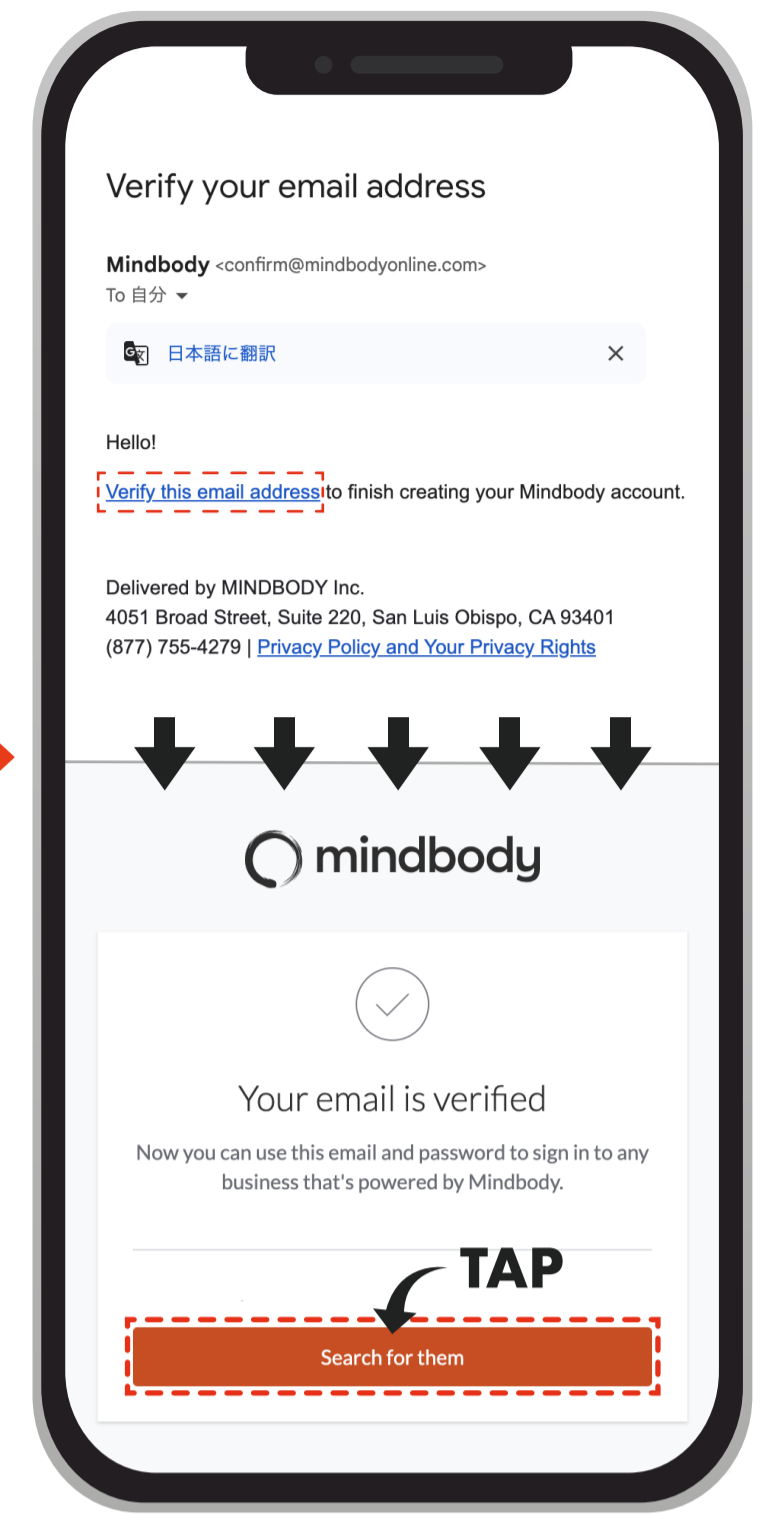 Verify your email address
Mindbody <confirm@mindbodyonline.com>
To 自分
日本語に翻訳
Hello!
Verify this email address to finish creating your Mindbody account.
Delivered by MINDBODY Inc.
4051 Broad Street, Suite 220, San Luis Obispo, CA 93401
(877) 755-4279 | Privacy Policy and Your Privacy Rights
mindbody
Your email is verified
Now you can use this email and password to sign in to any
business that's powered by Mindbody.
TAP
Search for them